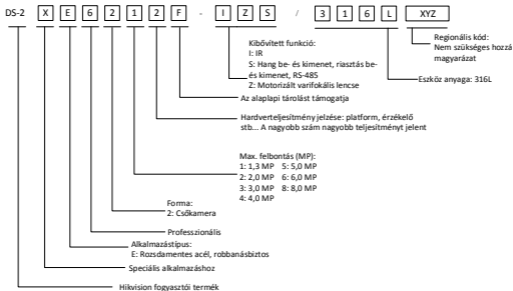 DS-2 X E 6 2 1 2 F - I Z S / 3 1 6 L XYZ
Regionális kód:
Nem szükséges hozzá
magyarázat
Kibővített funkció:
I: IR
S: Hang be- és kimenet, riasztás be-
és kimenet, RS-485
Z: Motorizált varifokális lencse
Eszköz anyaga: 316L
Az alaplapi tárolást támogatja
Hardverteljesítmény jelzése: platform, érzékelő
stb... A nagyobb szám nagyobb teljesítményt jelent
Max. felbontás (MP):
1: 1,3 MP 5: 5,0 MP
2: 2,0 MP 6: 6,0 MP
3: 3,0 MP 8: 8,0 MP
4: 4,0 MP
Forma:
2: Csőkamera
Professzionális
Alkalmazástípus:
E: Rozsdamentes acél, robbanásbiztos
Speciális alkalmazáshoz
Hikvision fogyasztói termék